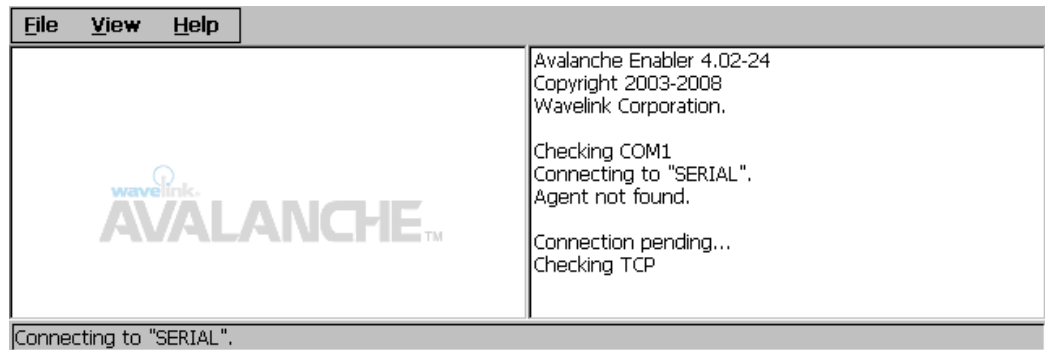 File View Help
Avalanche Enabler 4.02-24
Copyright 2003-2008
Wavelink Corporation.
Checking COM1
Connecting to "SERIAL".
Agent not found.
Connection pending...
Checking TCP
wavelink.
AVALANCHE™
Connecting to "SERIAL".